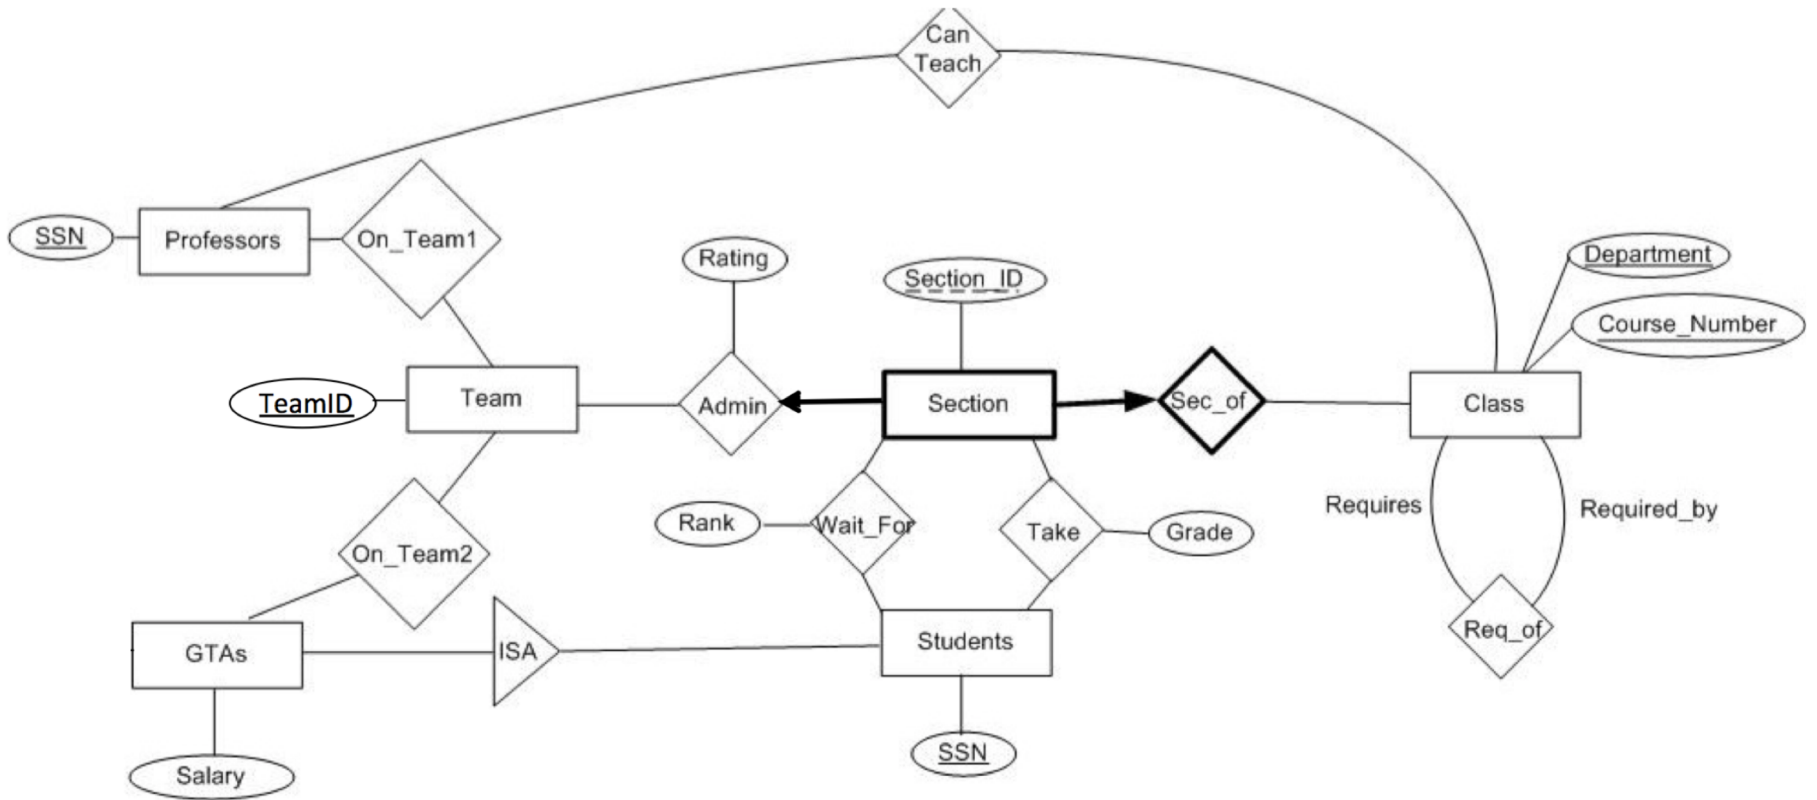 Can
Teach
SSN
Professors
On_Team1
Rating
Section_ID
Department
Course_Number
TeamID
Team
Admin
Section
Sec_of
Class
Requires
Required_by
Rank
Wait_For
Take
Grade
On_Team2
GTAs
ISA
Students
Req_of
SSN
Salary